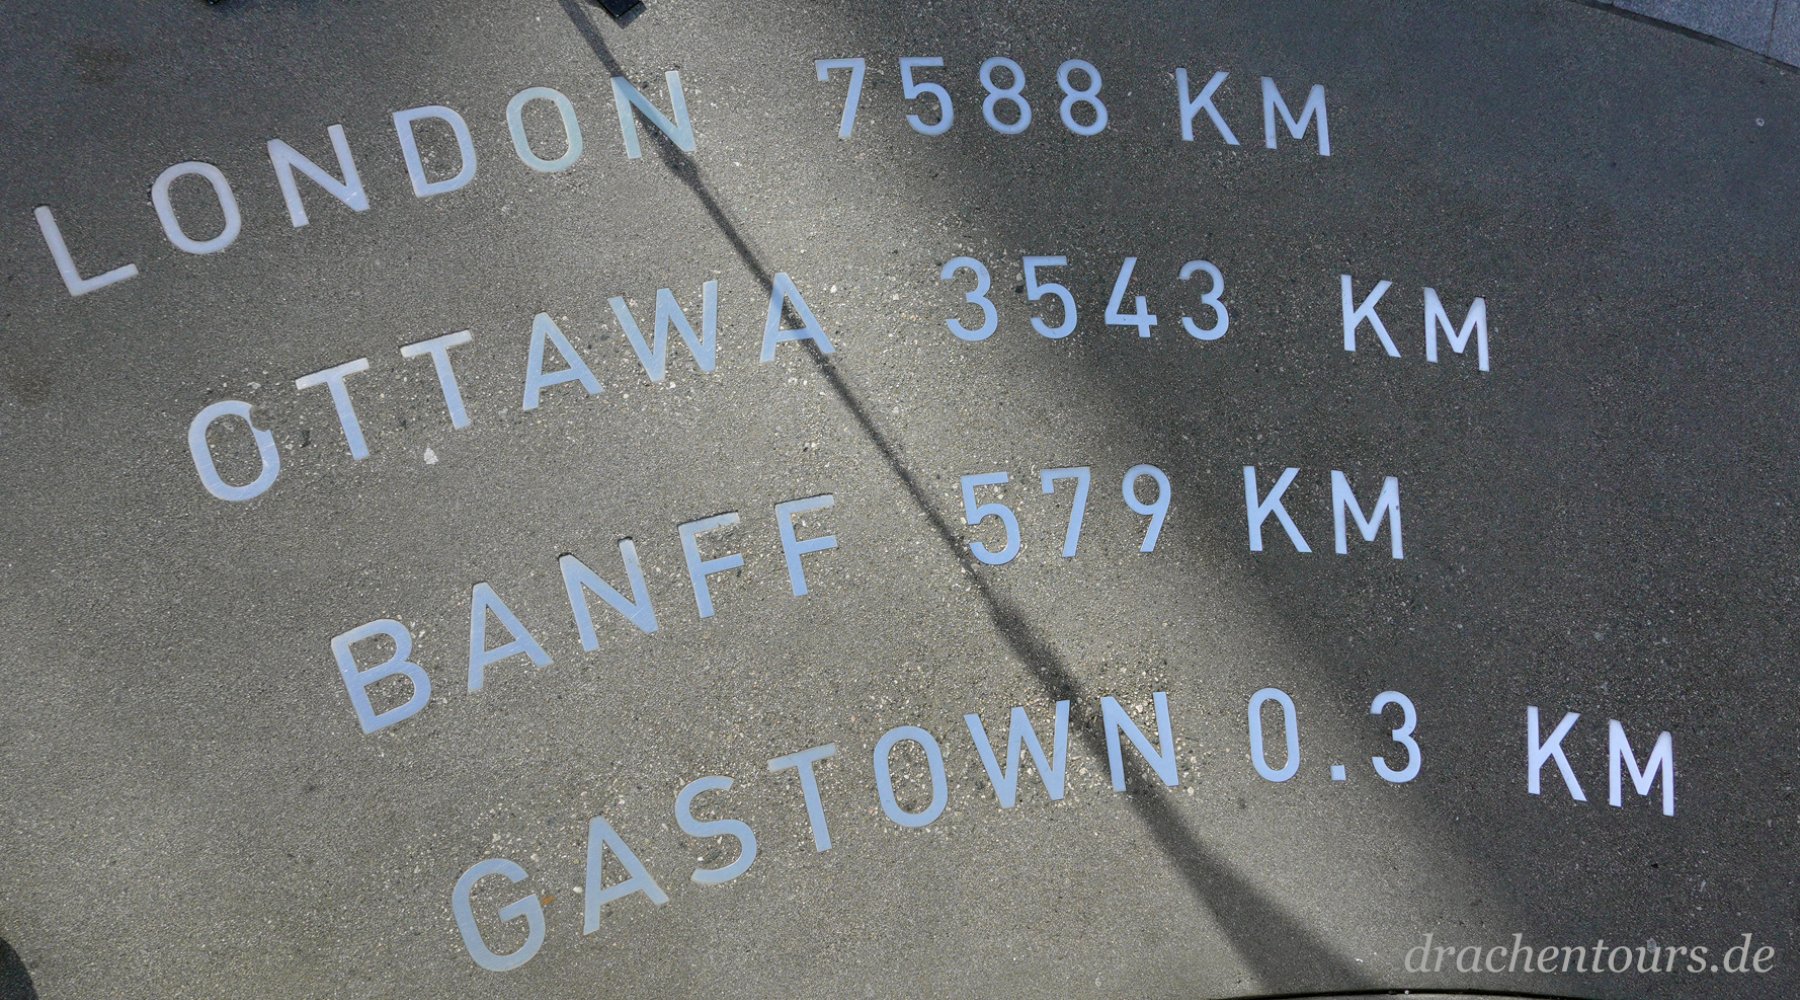 LONDON 7588 KM
OTTAWA 3543 KM
BANFF 579 KM
GASTOWN 0.3 KM
drachentours.de